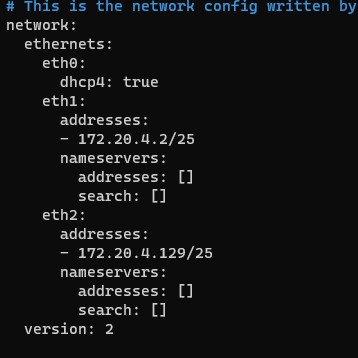 # This is the network config written by
network:
  ethernets:
    eth0:
      dhcp4: true
    eth1:
      addresses:
      - 172.20.4.2/25
      nameservers:
        addresses: []
        search: []
    eth2:
      addresses:
      - 172.20.4.129/25
      nameservers:
        addresses: []
        search: []
  version: 2